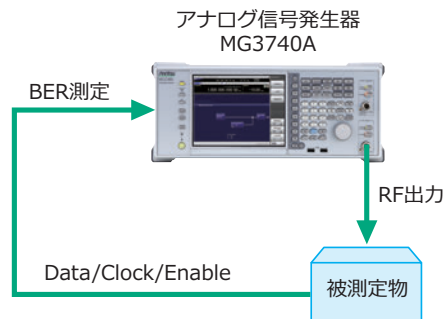 アナログ信号発生器
MG3740A
BER測定
RF出力
Data/Clock/Enable
被測定物